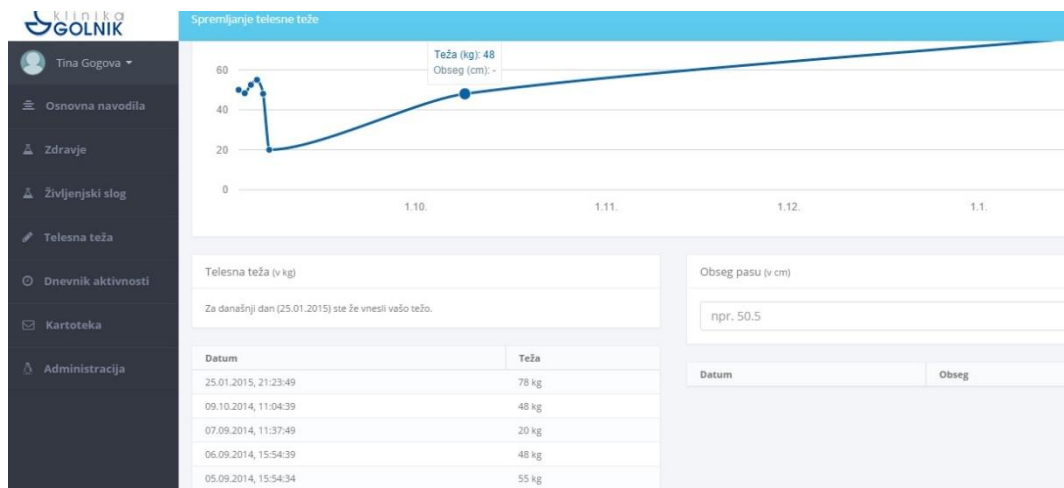 klinika
GOLNIK
Spremljanje telesne teže
Tina Gogova
Osnovna navodila
Zdravje
Življenjski slog
Telesna teža
Dnevnik aktivnosti
Kartoteka
Administracija
Teža (kg): 48
Obseg (cm): -
60
40
20
0
1.10. 1.11. 1.12. 1.1.
Telesna teža (v kg)
Za današnji dan (25.01.2015) ste že vnesli vašo težo.
Datum Teža
25.01.2015, 21:23:49 78 kg
09.10.2014, 11:04:39 48 kg
07.09.2014, 11:37:49 20 kg
06.09.2014, 15:54:39 48 kg
05.09.2014, 15:54:34 55 kg
Obseg pasu (v cm)
npr. 50.5
Datum Obseg